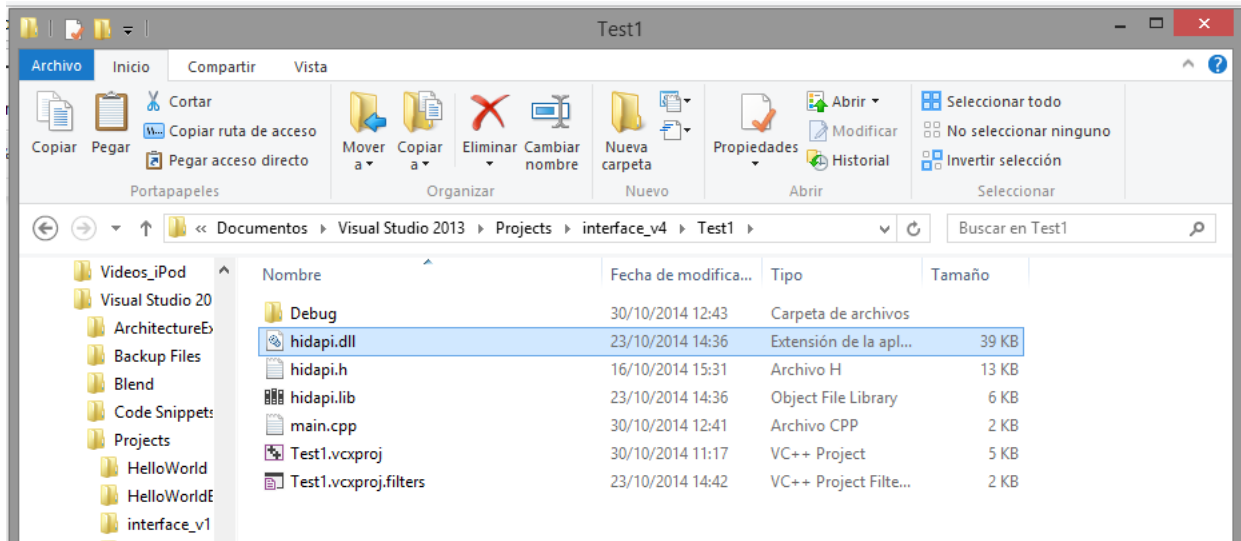 Test1
Archivo Inicio Compartir Vista
Copiar
Pegar
Cortar
Copiar ruta de acceso
Pegar acceso directo
Portapapeles
Mover a
Copiar a
Eliminar
Cambiar nombre
Organizar
Nueva carpeta
Nuevo
Propiedades
Abrir
Modificar
Historial
Abrir
Seleccionar todo
No seleccionar ninguno
Invertir selección
Seleccionar
« Documentos Visual Studio 2013 Projects interface_v4 Test1
Buscar en Test1
Videos_iPod
Visual Studio 20
ArchitectureEx
Backup Files
Blend
Code Snippets
Projects
HelloWorld
HelloWorldE
interface_v1
Nombre Fecha de modifica... Tipo Tamaño
Debug 30/10/2014 12:43 Carpeta de archivos
hidapi.dll 23/10/2014 14:36 Extensión de la apl... 39 KB
hidapi.h 16/10/2014 15:31 Archivo H 13 KB
hidapi.lib 23/10/2014 14:36 Object File Library 6 KB
main.cpp 30/10/2014 12:41 Archivo CPP 2 KB
Test1.vcxproj 30/10/2014 11:17 VC++ Project 5 KB
Test1.vcxproj.filters 23/10/2014 14:42 VC++ Project Filte... 2 KB